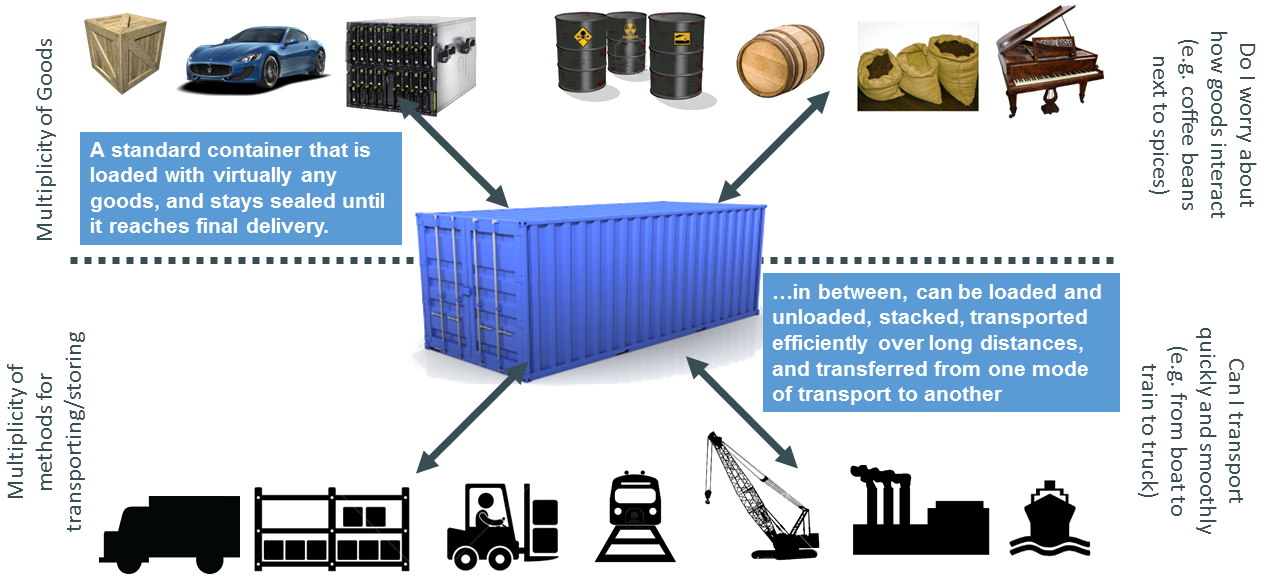 Multiplicity of Goods
A standard container that is
loaded with virtually any
goods, and stays sealed until
it reaches final delivery.
Do I worry about
how goods interact
(e.g. coffee beans
next to spices)
Multiplicity of
methods for
transporting/storing
…in between, can be loaded and
unloaded, stacked, transported
efficiently over long distances,
and transferred from one mode
of transport to another
Can I transport
quickly and smoothly
(e.g. from boat to
train to truck)